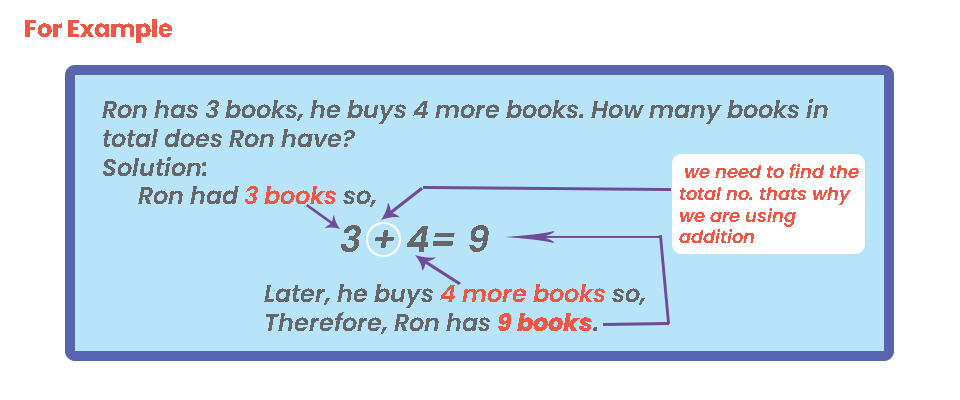 For Example
Ron has 3 books, he buys 4 more books. How many books in
total does Ron have?
Solution:
Ron had 3 books so,
we need to find the
total no. thats why
we are using
addition
3 + 4= 9
Later, he buys 4 more books so,
Therefore, Ron has 9 books.